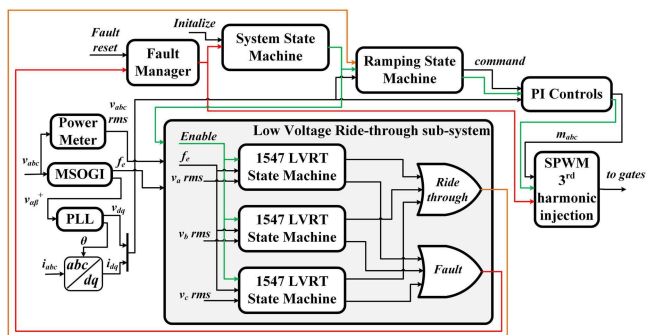 Initalize
Fault
reset
Fault
Manager
System State
Machine
Ramping State
Machine
command
PI Controls
v_abc
rms
Power
Meter
v_abc
MSOGI
f_e
v_αβ^+
PLL
v_dq
θ
i_abc
abc
dq
i_dq
Low Voltage Ride-through sub-system
Enable
f_e
v_a rms
1547 LVRT
State Machine
v_b rms
1547 LVRT
State Machine
v_c rms
1547 LVRT
State Machine
Ride
through
Fault
m_abc
SPWM
3rd
harmonic
injection
to gates